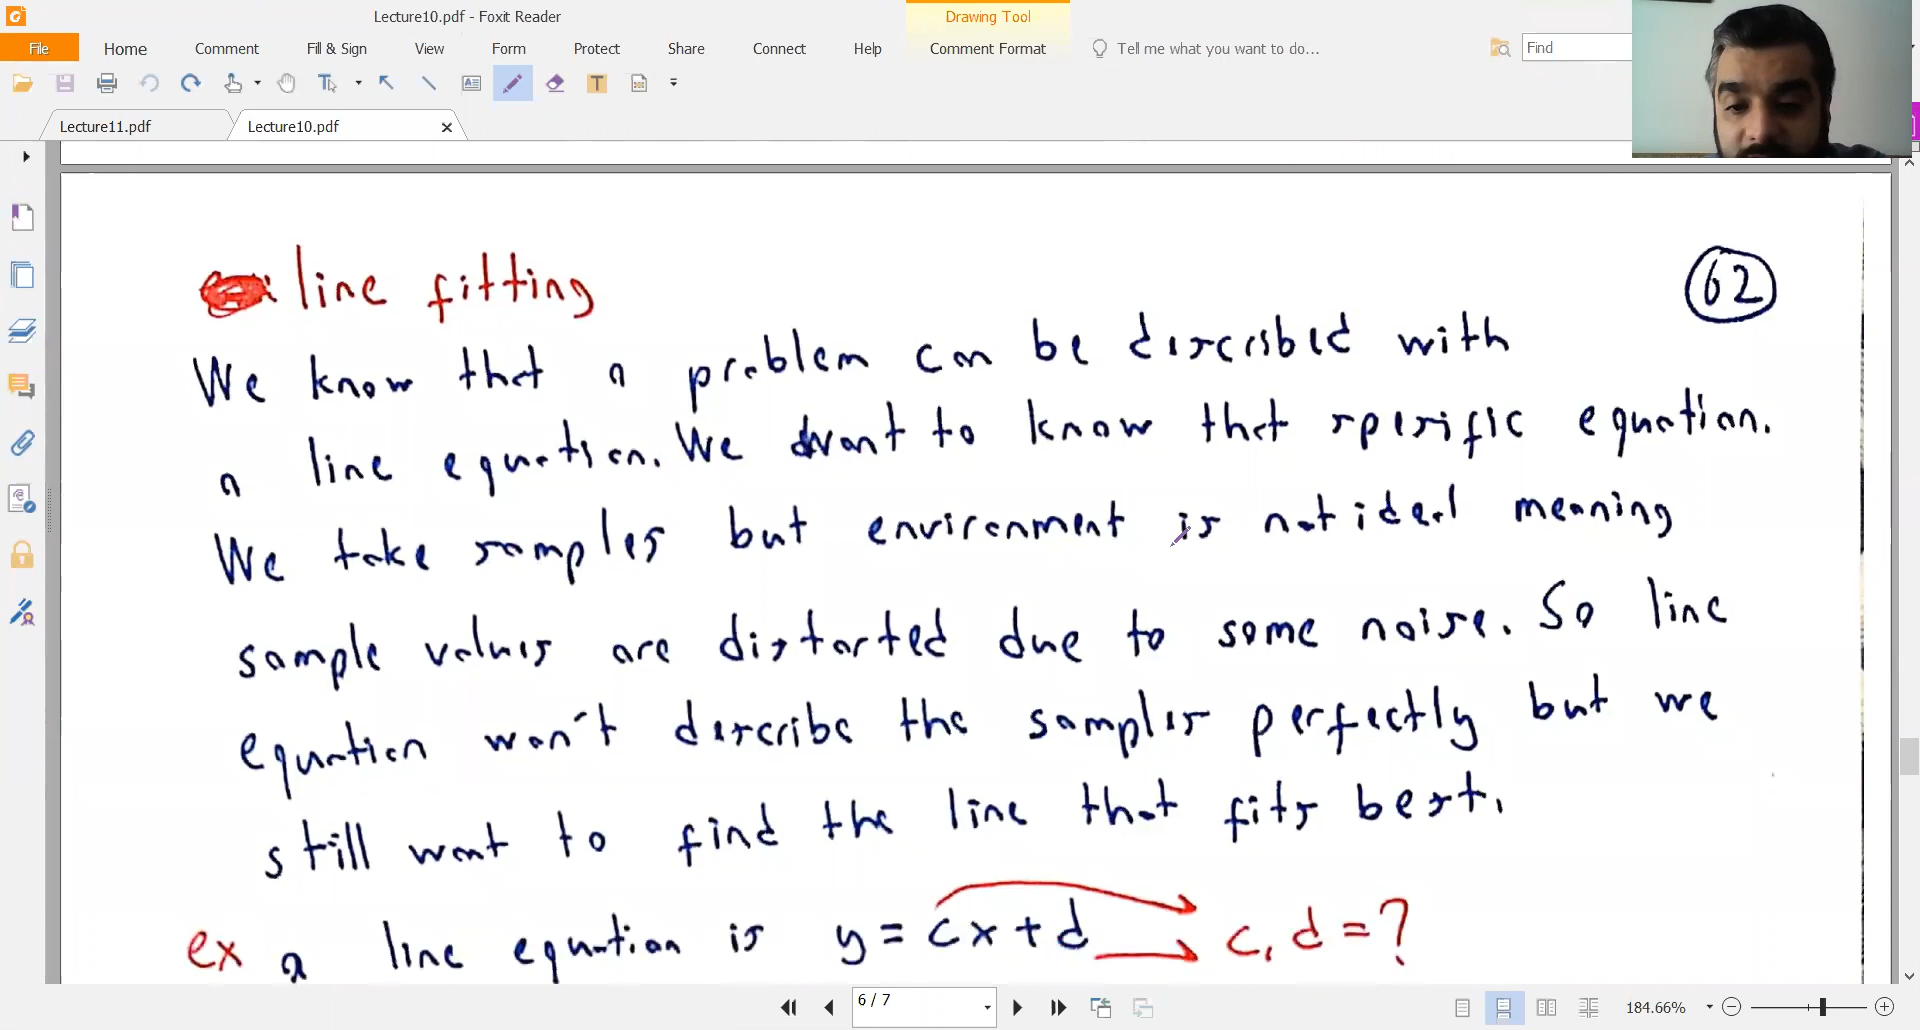 Lecture10.pdf - Foxit Reader
Drawing Tool
File Home Comment Fill & Sign View Form Protect Share Connect Help Comment Format Tell me what you want to do... Find
Lecture11.pdf Lecture10.pdf
line fitting
62
We know that a problem can be described with
a line equation. We want to know that specific equation.
We take samples but environment is not ideal meaning
sample values are distorted due to some noise. So line
equation won't describe the samples perfectly but we
still want to find the line that fits best.
ex a line equation is y = cx + d c, d = ?
6 / 7
184.66%